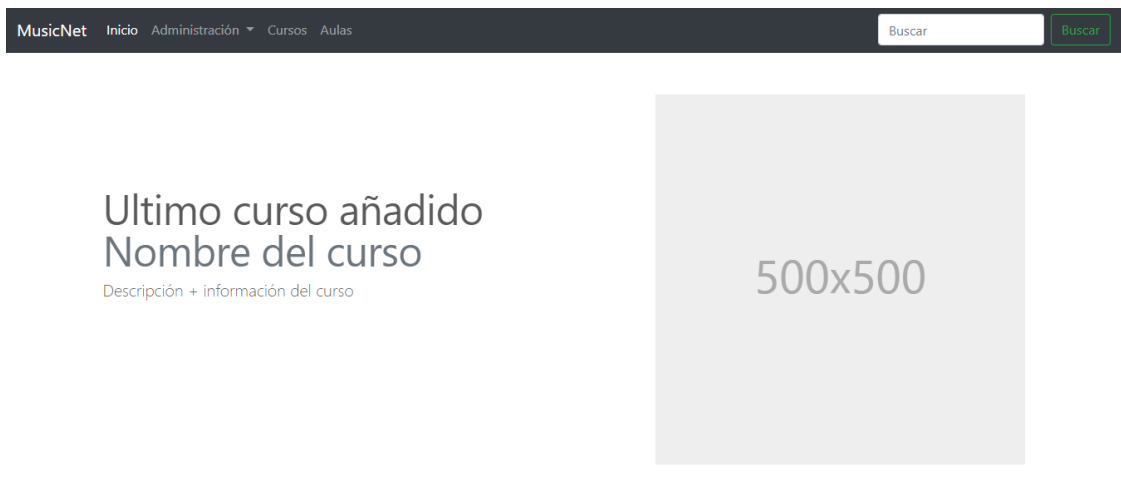 MusicNet Inicio Administración Cursos Aulas Buscar Buscar
Ultimo curso añadido
Nombre del curso
Descripción + información del curso
500x500